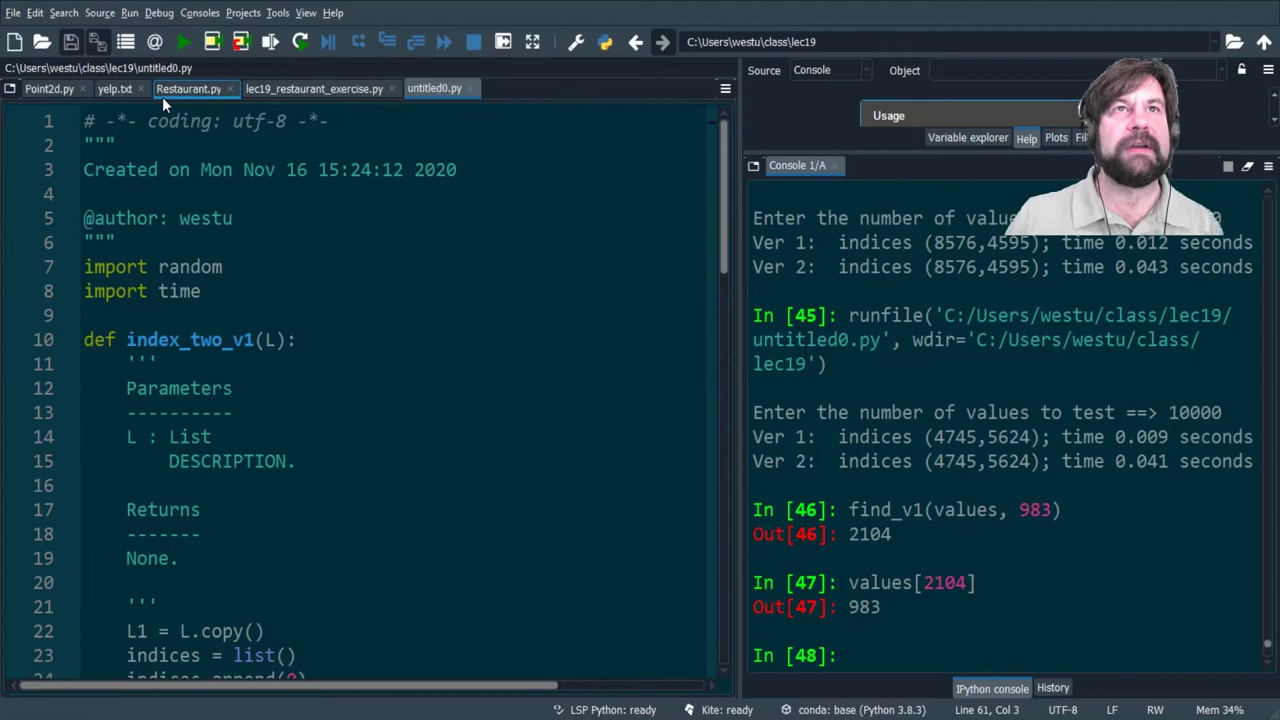 File Edit Search Source Run Debug Consoles Projects Tools View Help
C:\Users\westu\class\lec19
C:\Users\westu\class\lec19\untitled0.py
Point2d.py yelp.txt Restaurant.py lec19_restaurant_exercise.py untitled0.py
Source Console Object
Usage
Variable explorer Help Plots
Console 1/A
1 # -*- coding: utf-8 -*-
2 """
3 Created on Mon Nov 16 15:24:12 2020
4
5 @author: westu
6 """
7 import random
8 import time
9
10 def index_two_v1(L):
11 '''
12 Parameters
13 ----------
14 L : List
15 DESCRIPTION.
16
17 Returns
18 -------
19 None.
20
21 '''
22 L1 = L.copy()
23 indices = list()
24 indices.append(0)
Enter the number of values
Ver 1: indices (8576,4595); time 0.012 seconds
Ver 2: indices (8576,4595); time 0.043 seconds
In [45]: runfile('C:/Users/westu/class/lec19/
untitled0.py', wdir='C:/Users/westu/class/
lec19')
Enter the number of values to test ==> 10000
Ver 1: indices (4745,5624); time 0.009 seconds
Ver 2: indices (4745,5624); time 0.041 seconds
In [46]: find_v1(values, 983)
Out[46]: 2104
In [47]: values[2104]
Out[47]: 983
In [48]:
IPython console History
LSP Python: ready Kite: ready conda: base (Python 3.8.3) Line 61, Col 3 UTF-8 LF RW Mem 34%